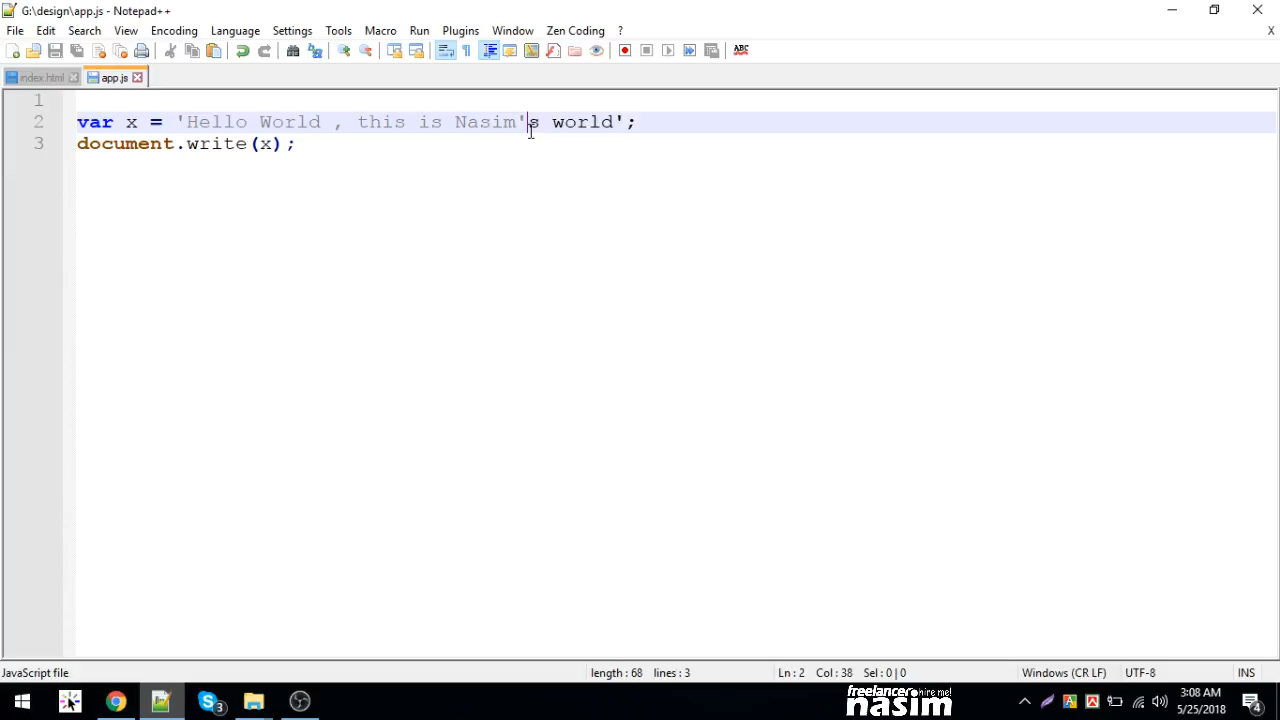 G:\design\app.js - Notepad++
File Edit Search View Encoding Language Settings Tools Macro Run Plugins Window Zen Coding ? X
ABC
index.html app.js
1
2 var x = 'Hello World , this is Nasim's world';
3 document.write(x);
JavaScript file length : 68 lines : 3 Ln : 2 Col : 38 Sel : 0 | 0 Windows (CR LF) UTF-8 INS
3
freelancer hire me!
nasim
3:08 AM
5/25/2018
4